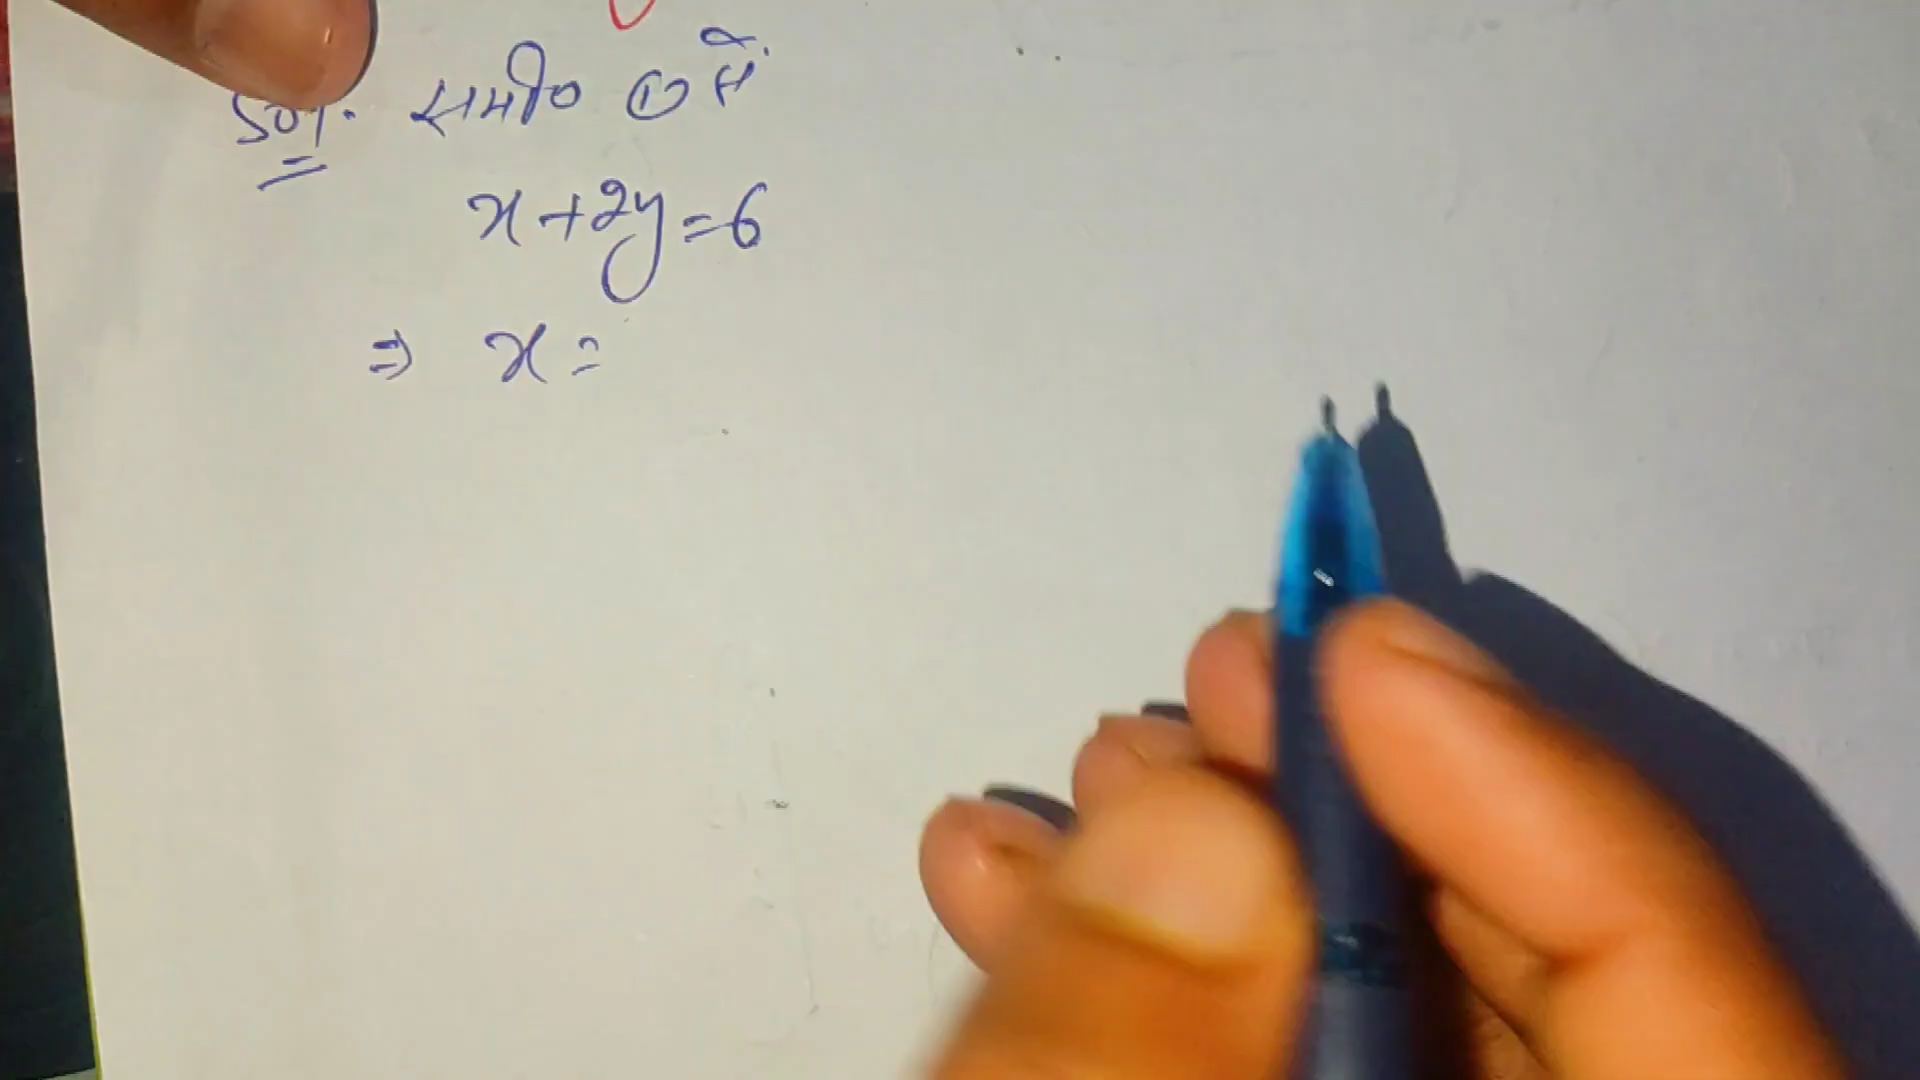 Sol. समी० ① में
x+2y=6
⇒ x=